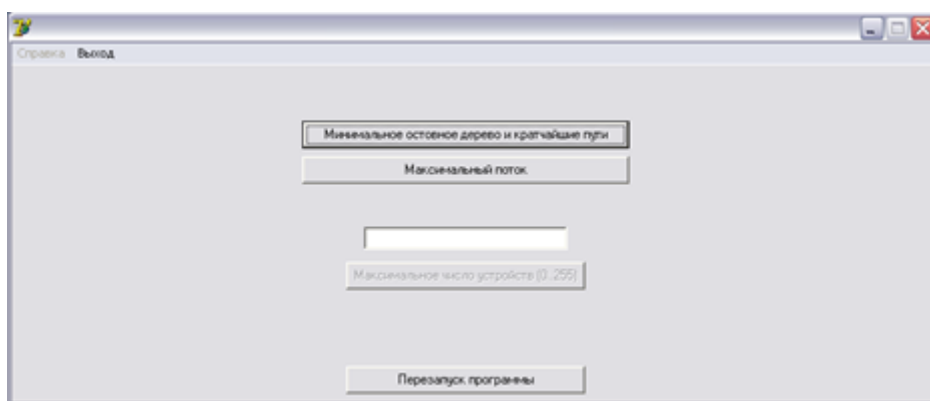 Справка Выход
Минимальное остовное дерево и кратчайшие пути
Максимальный поток
Максимальное число устройств (0..255)
Перезапуск программы